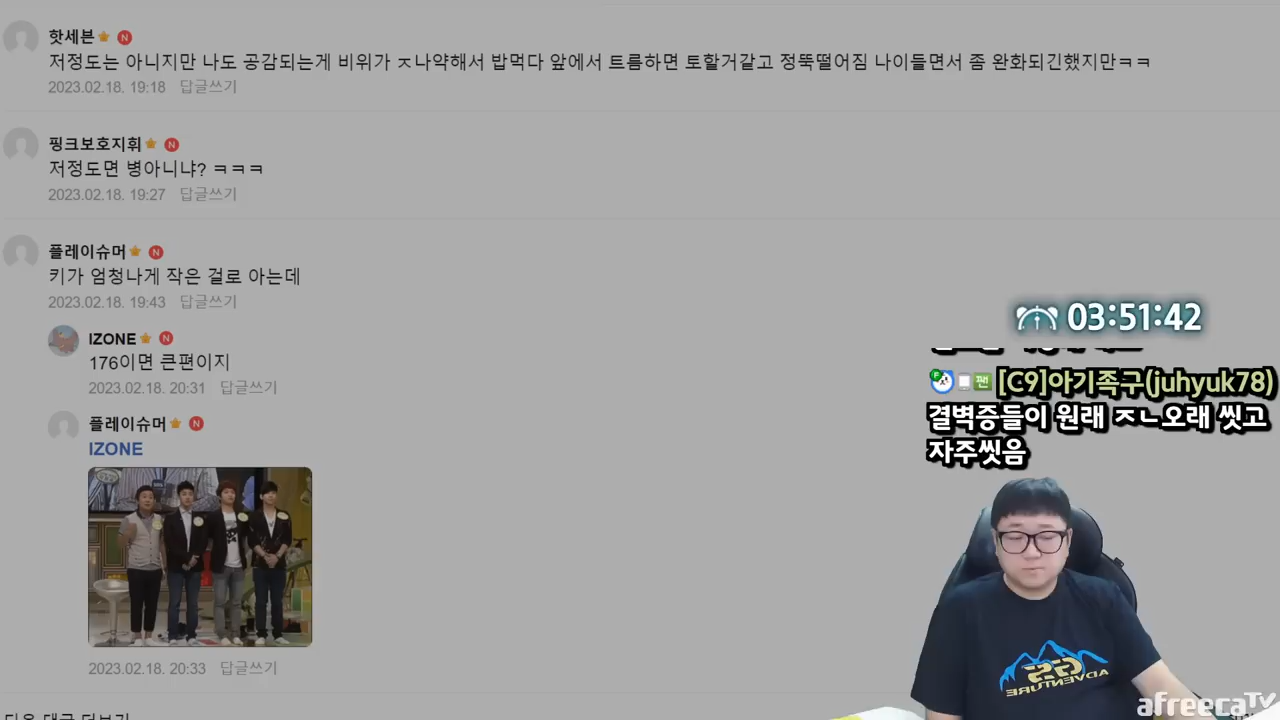 핫세븐
저정도는 아니지만 나도 공감되는게 비위가 ㅈ나약해서 밥먹다 앞에서 트름하면 토할거같고 정뚝떨어짐 나이들면서 좀 완화되긴했지만ㅋㅋ
2023.02.18. 19:18 답글쓰기
핑크보호지휘
저정도면 병아니냐? ㅋㅋㅋ
2023.02.18. 19:27 답글쓰기
플레이슈머
키가 엄청나게 작은 걸로 아는데
2023.02.18. 19:43 답글쓰기
IZONE
176이면 큰편이지
2023.02.18. 20:31 답글쓰기
플레이슈머
IZONE
2023.02.18. 20:33 답글쓰기
03:51:42
[C9]아기족구(juhyuk78)
결벽증들이 원래 ㅈㄴ오래 씻고
자주씻음
GS
ADVENTURE
afreecaTV